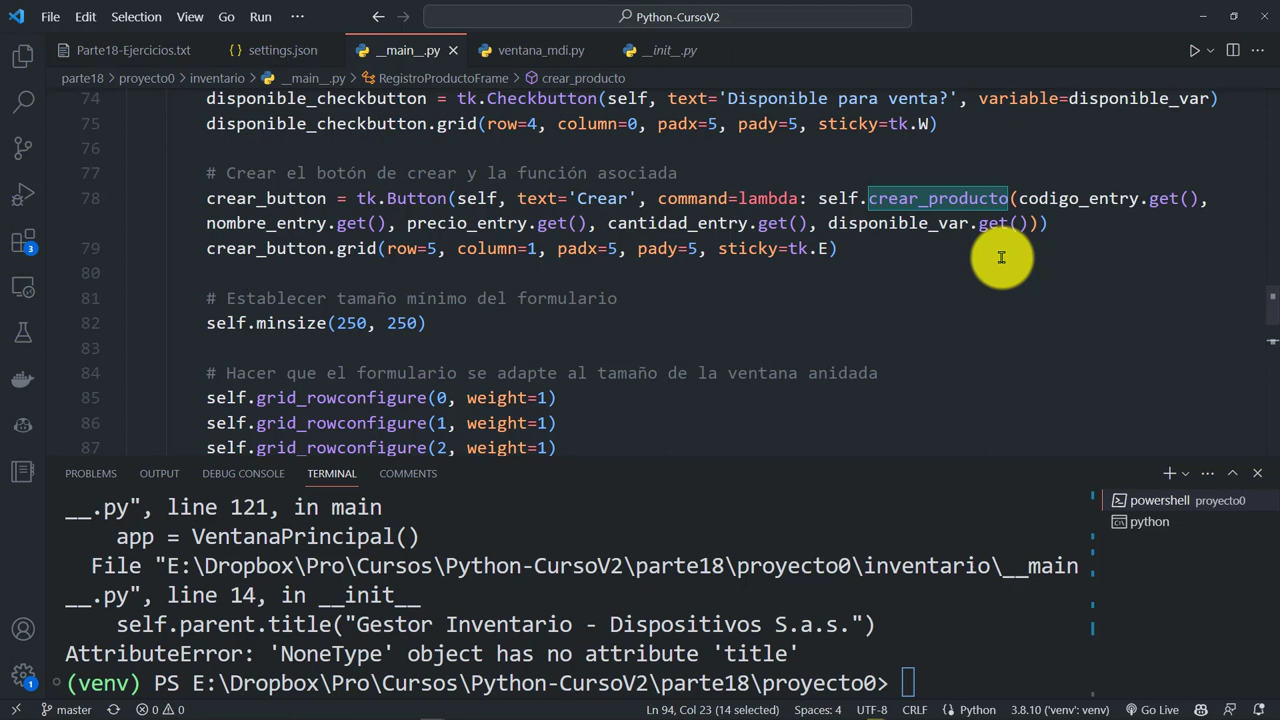 File Edit Selection View Go Run ··· Python-CursoV2
Parte18-Ejercicios.txt {} settings.json __main__.py ventana_mdi.py __init__.py
parte18 > proyecto0 > inventario > __main__.py > RegistroProductoFrame > crear_producto
74 disponible_checkbutton = tk.Checkbutton(self, text='Disponible para venta?', variable=disponible_var)
75 disponible_checkbutton.grid(row=4, column=0, padx=5, pady=5, sticky=tk.W)
76
77 # Crear el botón de crear y la función asociada
78 crear_button = tk.Button(self, text='Crear', command=lambda: self.crear_producto(codigo_entry.get(),
nombre_entry.get(), precio_entry.get(), cantidad_entry.get(), disponible_var.get()))
79 crear_button.grid(row=5, column=1, padx=5, pady=5, sticky=tk.E)
80
81 # Establecer tamaño mínimo del formulario
82 self.minsize(250, 250)
83
84 # Hacer que el formulario se adapte al tamaño de la ventana anidada
85 self.grid_rowconfigure(0, weight=1)
86 self.grid_rowconfigure(1, weight=1)
87 self.grid_rowconfigure(2, weight=1)
3
PROBLEMS OUTPUT DEBUG CONSOLE TERMINAL COMMENTS
__.py", line 121, in main
app = VentanaPrincipal()
File "E:\Dropbox\Pro\Cursos\Python-CursoV2\parte18\proyecto0\inventario\__main
__.py", line 14, in __init__
self.parent.title("Gestor Inventario - Dispositivos S.a.s.")
AttributeError: 'NoneType' object has no attribute 'title'
(venv) PS E:\Dropbox\Pro\Cursos\Python-CursoV2\parte18\proyecto0>
powershell proyecto0
python
1
master 0 0 Ln 94, Col 23 (14 selected) Spaces: 4 UTF-8 CRLF {} Python 3.8.10 ('venv': venv) Go Live